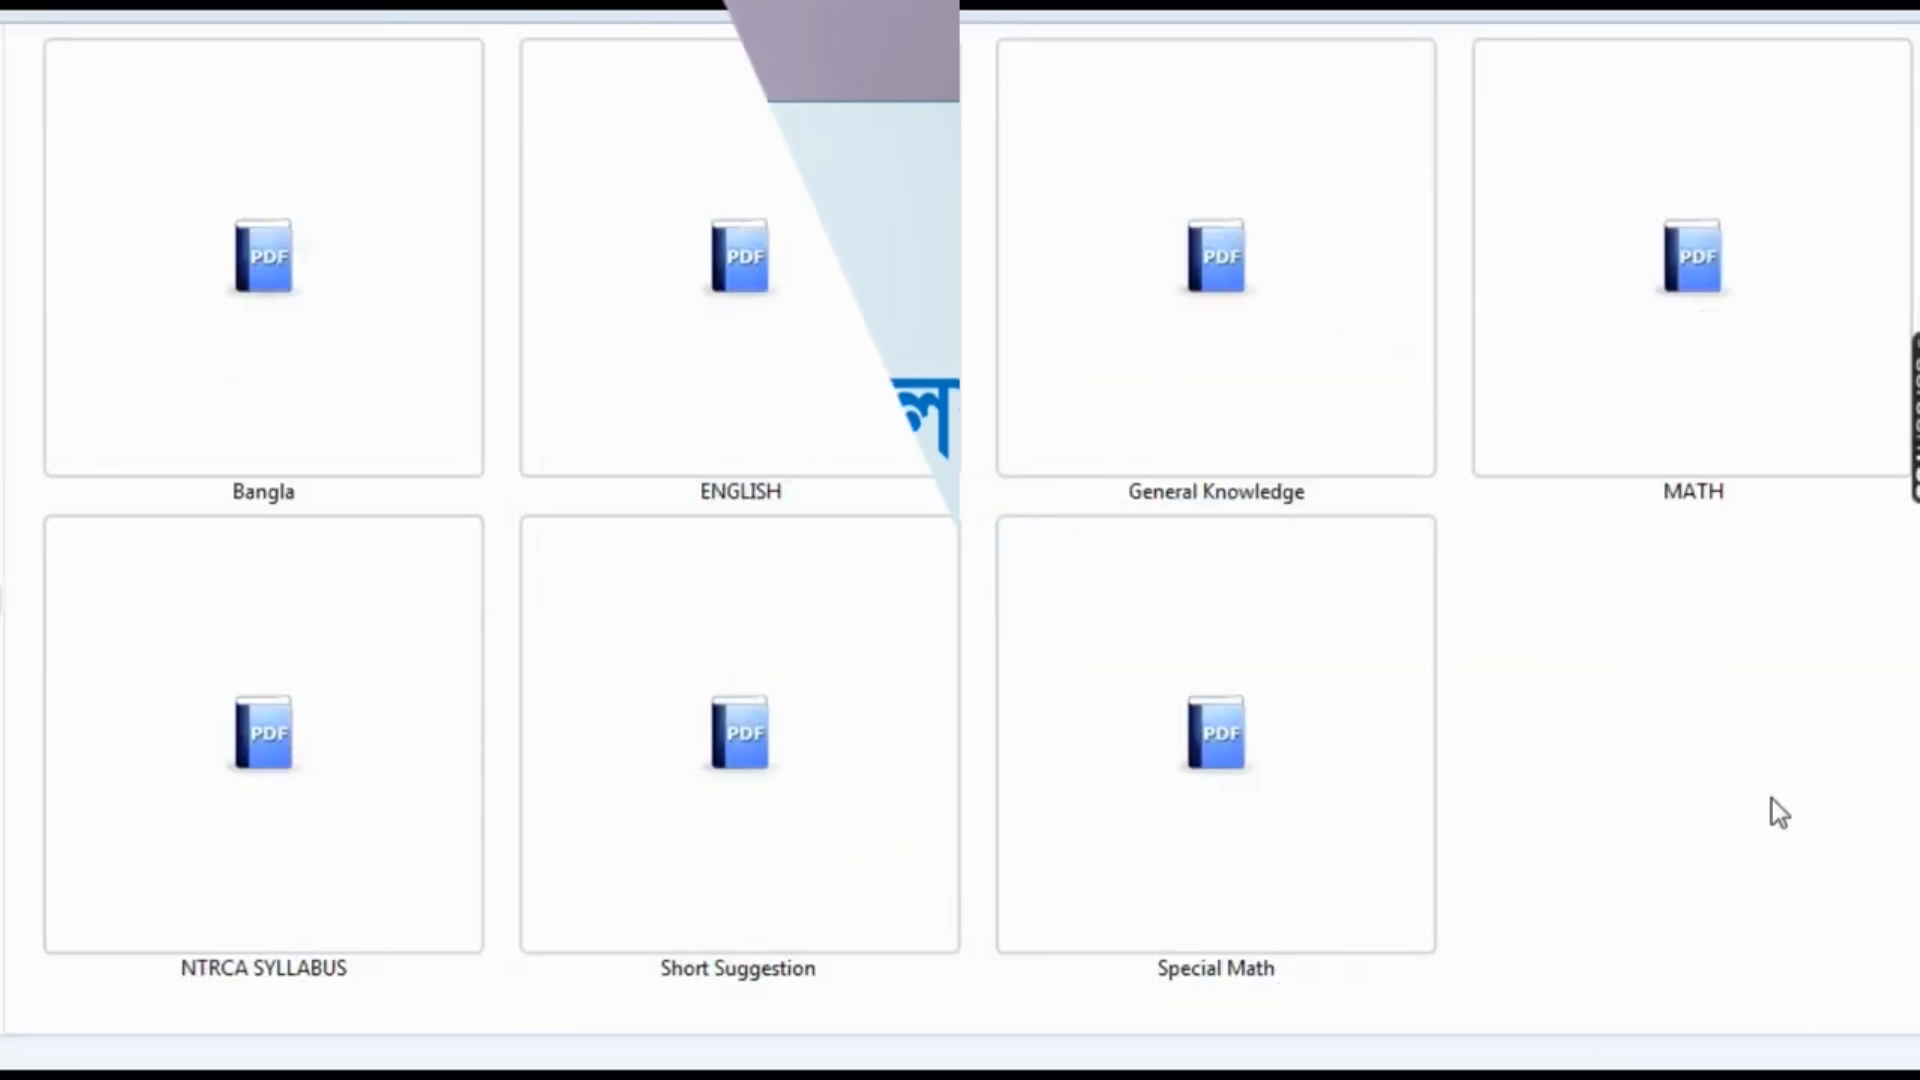 PDF
PDF
PDF
PDF
Bangla
ENGLISH
General Knowledge
MATH
PDF
PDF
PDF
NTRCA SYLLABUS
Short Suggestion
Special Math